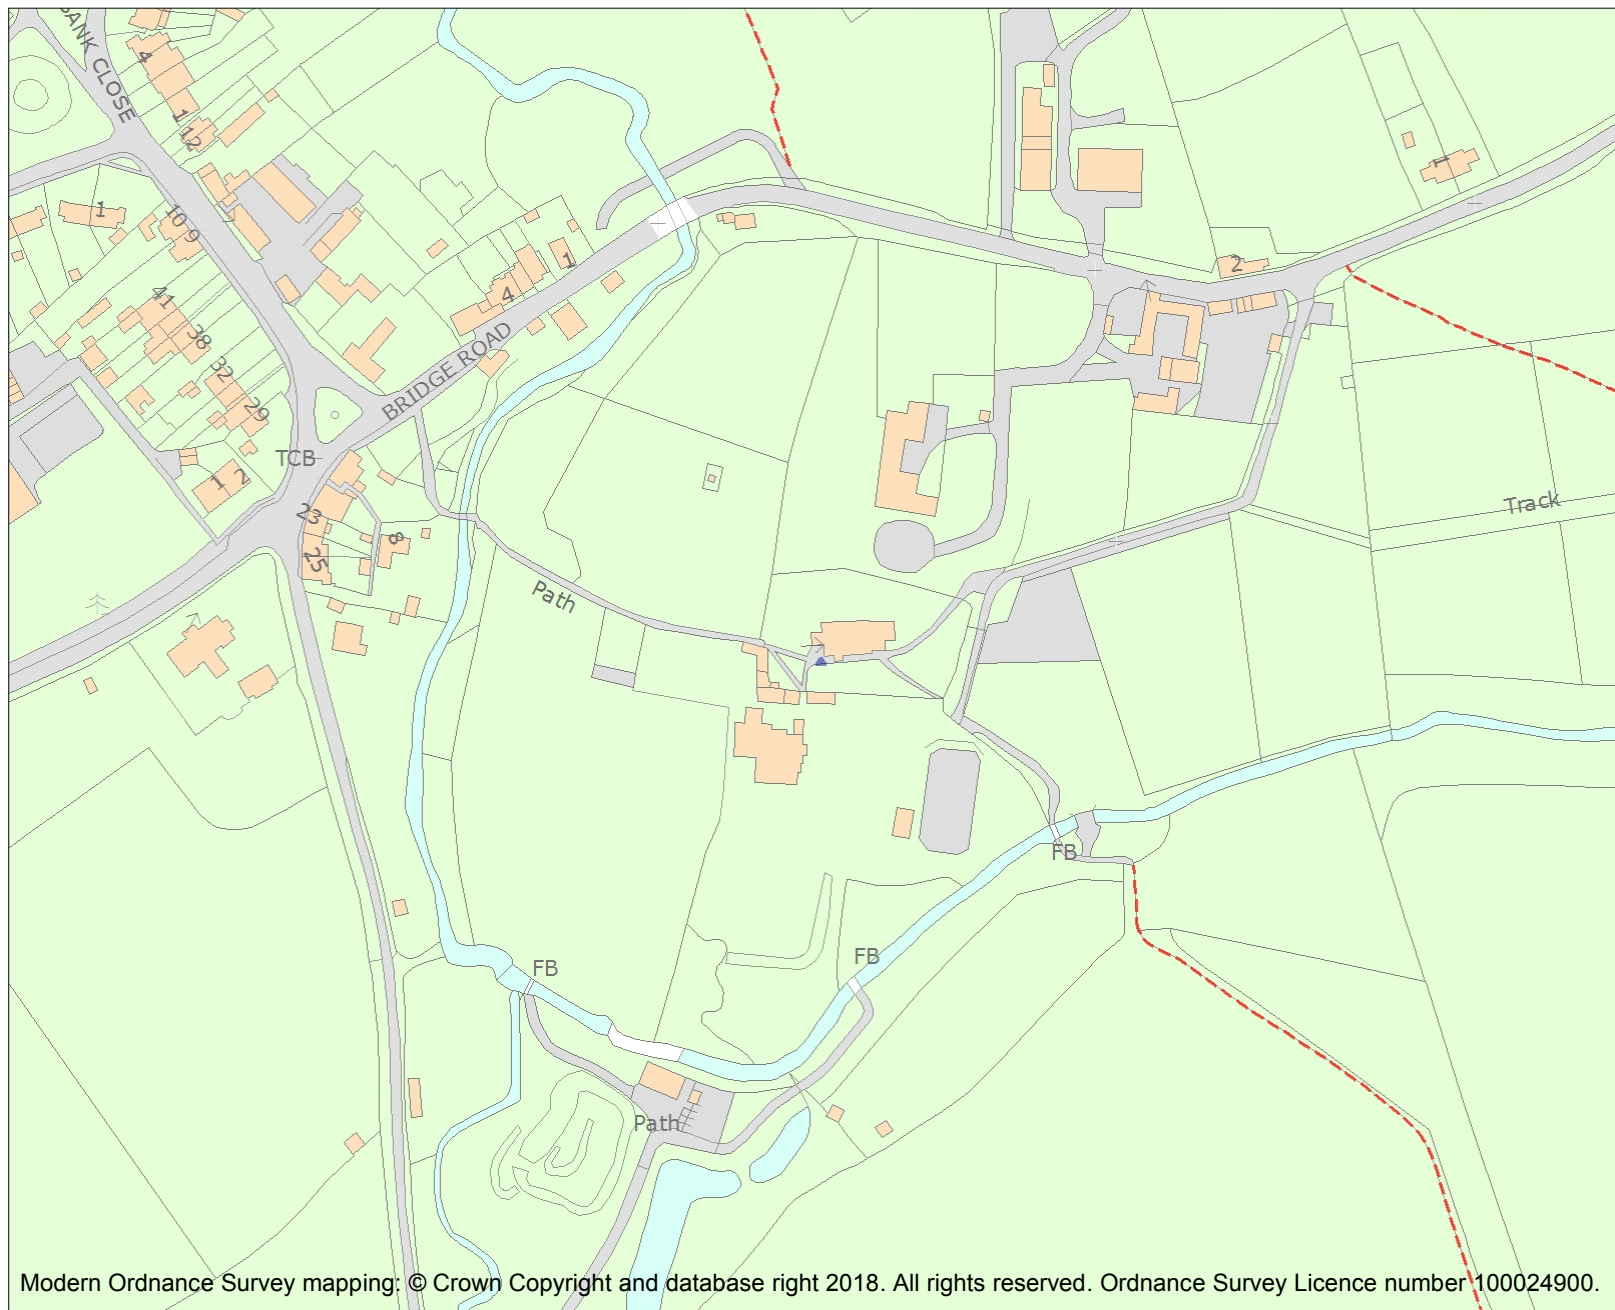 BANK CLOSE
4
1
12
1
10
9
1
1
4
2
BRIDGE ROAD
41
38
32
29
TCB
1
2
23
25
8
Path
Track
FB
FB
FB
Path
Modern Ordnance Survey mapping: © Crown Copyright and database right 2018. All rights reserved. Ordnance Survey Licence number 100024900.